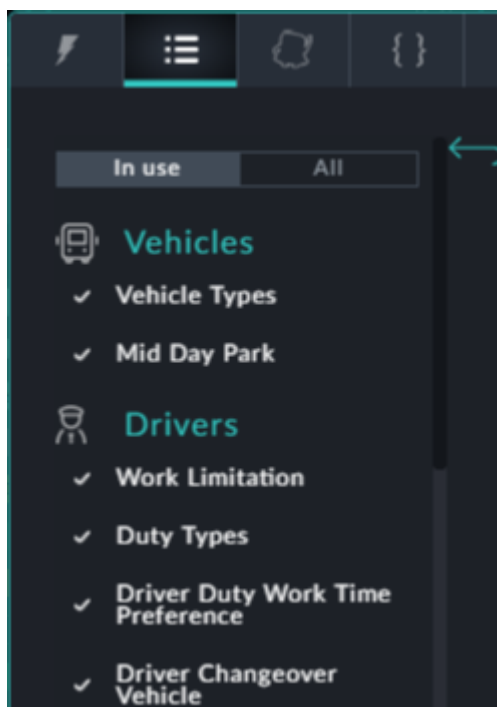 { }
In use
All
Vehicles
Vehicle Types
Mid Day Park
Drivers
Work Limitation
Duty Types
Driver Duty Work Time
Preference
Driver Changeover
Vehicle